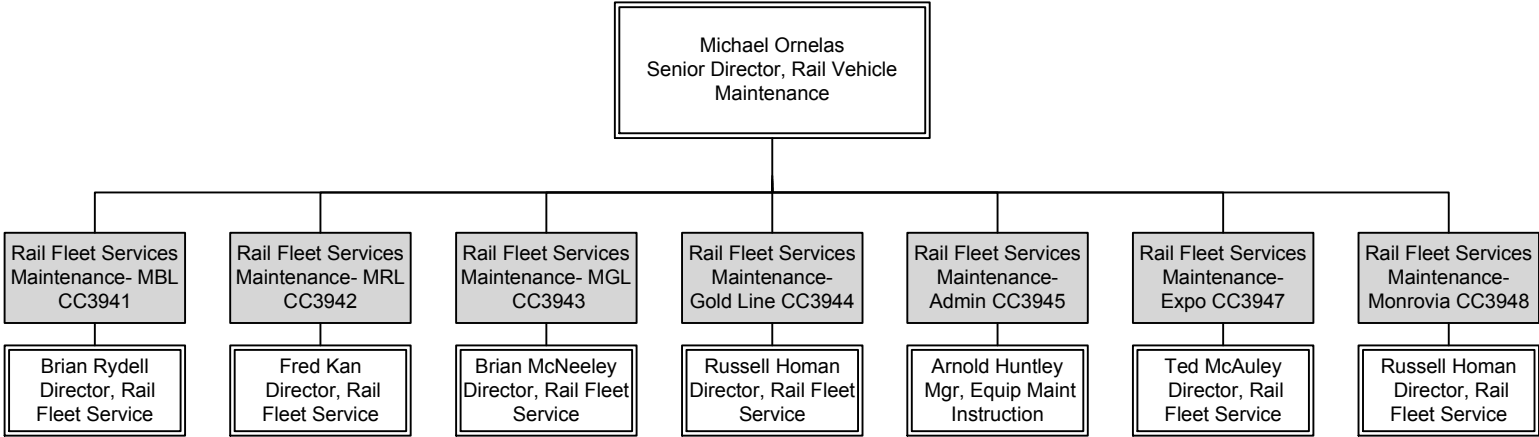 Michael Ornelas
Senior Director, Rail Vehicle
Maintenance
Rail Fleet Services
Maintenance- MBL
CC3941
Rail Fleet Services
Maintenance- MRL
CC3942
Rail Fleet Services
Maintenance- MGL
CC3943
Rail Fleet Services
Maintenance-
Gold Line CC3944
Rail Fleet Services
Maintenance-
Admin CC3945
Rail Fleet Services
Maintenance-
Expo CC3947
Rail Fleet Services
Maintenance-
Monrovia CC3948
Brian Rydell
Director, Rail
Fleet Service
Fred Kan
Director, Rail
Fleet Service
Brian McNeeley
Director, Rail Fleet
Service
Russell Homan
Director, Rail Fleet
Service
Arnold Huntley
Mgr, Equip Maint
Instruction
Ted McAuley
Director, Rail
Fleet Service
Russell Homan
Director, Rail
Fleet Service